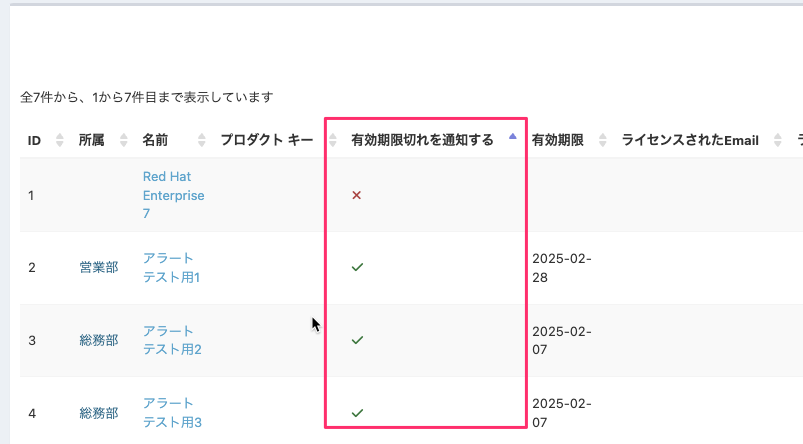 全7件から、1から7件目まで表示しています
ID 所属 名前 プロダクト キー 有効期限切れを通知する 有効期限 ライセンスされたEmail
1 Red Hat
Enterprise
7
2 営業部 アラート
テスト用1 2025-02-
28
3 総務部 アラート
テスト用2 2025-02-
07
4 総務部 アラート
テスト用3 2025-02-
07